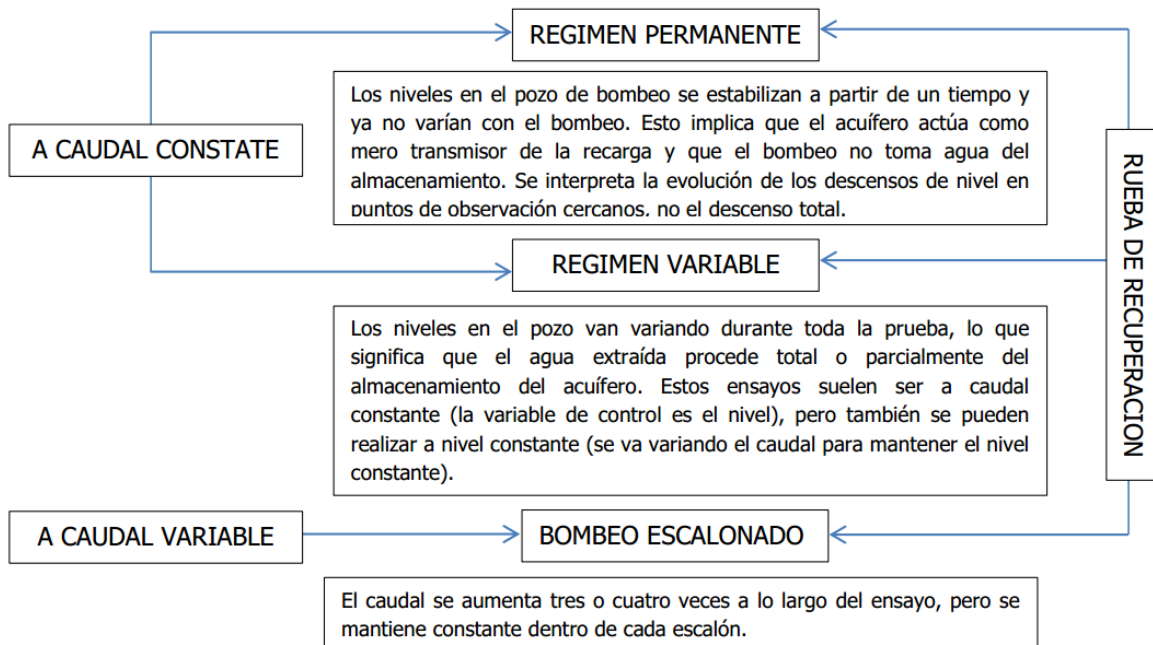 REGIMEN PERMANENTE
Los niveles en el pozo de bombeo se estabilizan a partir de un tiempo y
ya no varían con el bombeo. Esto implica que el acuífero actúa como
mero transmisor de la recarga y que el bombeo no toma agua del
almacenamiento. Se interpreta la evolución de los descensos de nivel en
puntos de observación cercanos, no el descenso total.
A CAUDAL CONSTATE
REGIMEN VARIABLE
Los niveles en el pozo van variando durante toda la prueba, lo que
significa que el agua extraída procede total o parcialmente del
almacenamiento del acuífero. Estos ensayos suelen ser a caudal
constante (la variable de control es el nivel), pero también se pueden
realizar a nivel constante (se va variando el caudal para mantener el nivel
constante).
A CAUDAL VARIABLE
BOMBEO ESCALONADO
El caudal se aumenta tres o cuatro veces a lo largo del ensayo, pero se
mantiene constante dentro de cada escalón.
RUEBA DE RECUPERACION